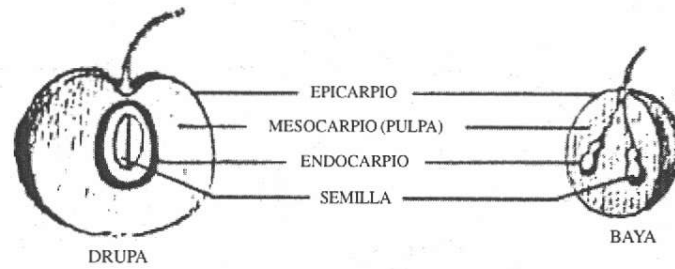 EPICARPIO
MESOCARPIO (PULPA)
ENDOCARPIO
SEMILLA
DRUPA
BAYA